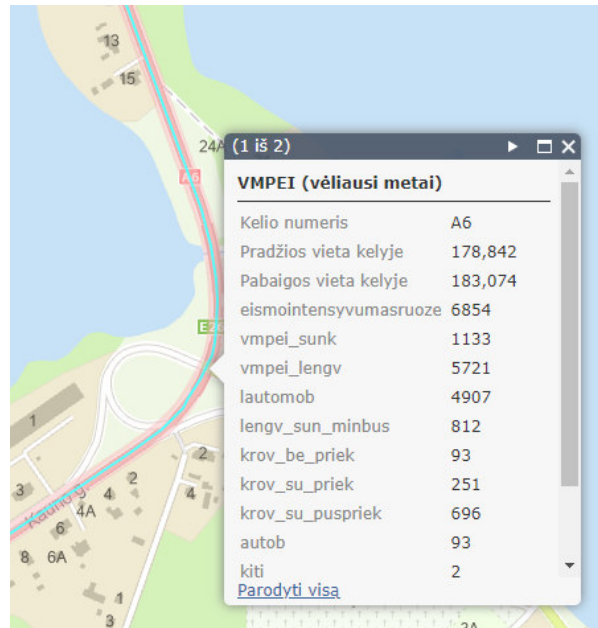 13
15
24A
A6
E26
1
2
3
2
4
4
Kauno g.
4A
6
8
6A
1
3
2A
(1 iš 2)
VMPEI (vėliausi metai)
Kelio numeris A6
Pradžios vieta kelyje 178,842
Pabaigos vieta kelyje 183,074
eismointensyvumasruoze 6854
vmpei_sunk 1133
vmpei_lengv 5721
lautomob 4907
lengv_sun_minbus 812
krov_be_priek 93
krov_su_priek 251
krov_su_puspriek 696
autob 93
kiti 2
Parodyti visą